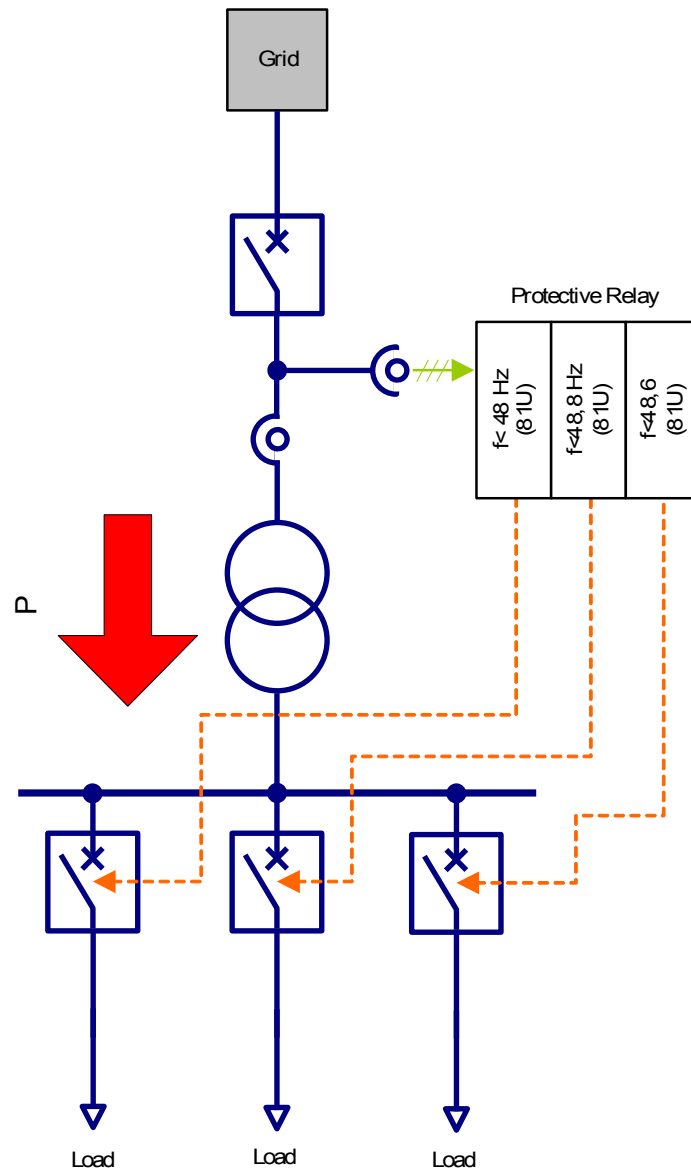 Grid
Protective Relay
f< 48 Hz
(81U)
f<48,8 Hz
(81U)
f<48,6
(81U)
P
Load
Load
Load